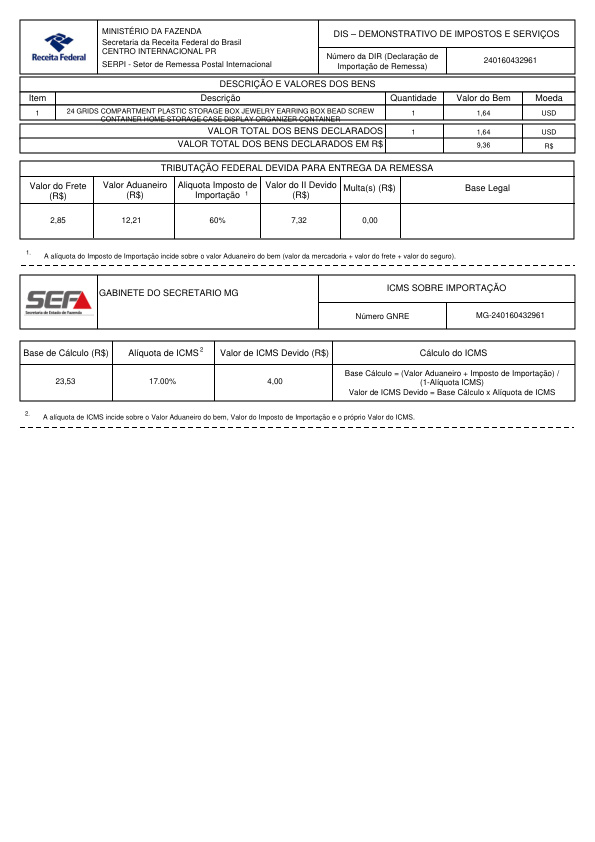 Receita Federal
MINISTÉRIO DA FAZENDA
Secretaria da Receita Federal do Brasil
CENTRO INTERNACIONAL PR
SERPI - Setor de Remessa Postal Internacional
DIS – DEMONSTRATIVO DE IMPOSTOS E SERVIÇOS
Número da DIR (Declaração de
Importação de Remessa)
240160432961
DESCRIÇÃO E VALORES DOS BENS
Item Descrição Quantidade Valor do Bem Moeda
1 24 GRIDS COMPARTMENT PLASTIC STORAGE BOX JEWELRY EARRING BOX BEAD SCREW 1 1,64 USD
CONTAINER HOME STORAGE CASE DISPLAY ORGANIZER CONTAINER
VALOR TOTAL DOS BENS DECLARADOS 1 1,64 USD
VALOR TOTAL DOS BENS DECLARADOS EM R$ 9,36 R$
TRIBUTAÇÃO FEDERAL DEVIDA PARA ENTREGA DA REMESSA
Valor do Frete
(R$)
Valor Aduaneiro
(R$)
Alíquota Imposto de
Importação 1
Valor do II Devido
(R$)
Multa(s) (R$)
Base Legal
2,85 12,21 60% 7,32 0,00
1. A alíquota do Imposto de Importação incide sobre o valor Aduaneiro do bem (valor da mercadoria + valor do frete + valor do seguro).
SEFA
Secretaria de Estado de Fazenda
GABINETE DO SECRETARIO MG
ICMS SOBRE IMPORTAÇÃO
Número GNRE MG-240160432961
Base de Cálculo (R$) Alíquota de ICMS 2 Valor de ICMS Devido (R$) Cálculo do ICMS
23,53 17.00% 4,00
Base Cálculo = (Valor Aduaneiro + Imposto de Importação) /
(1-Alíquota ICMS)
Valor de ICMS Devido = Base Cálculo x Alíquota de ICMS
2. A alíquota de ICMS incide sobre o Valor Aduaneiro do bem, Valor do Imposto de Importação e o próprio Valor do ICMS.